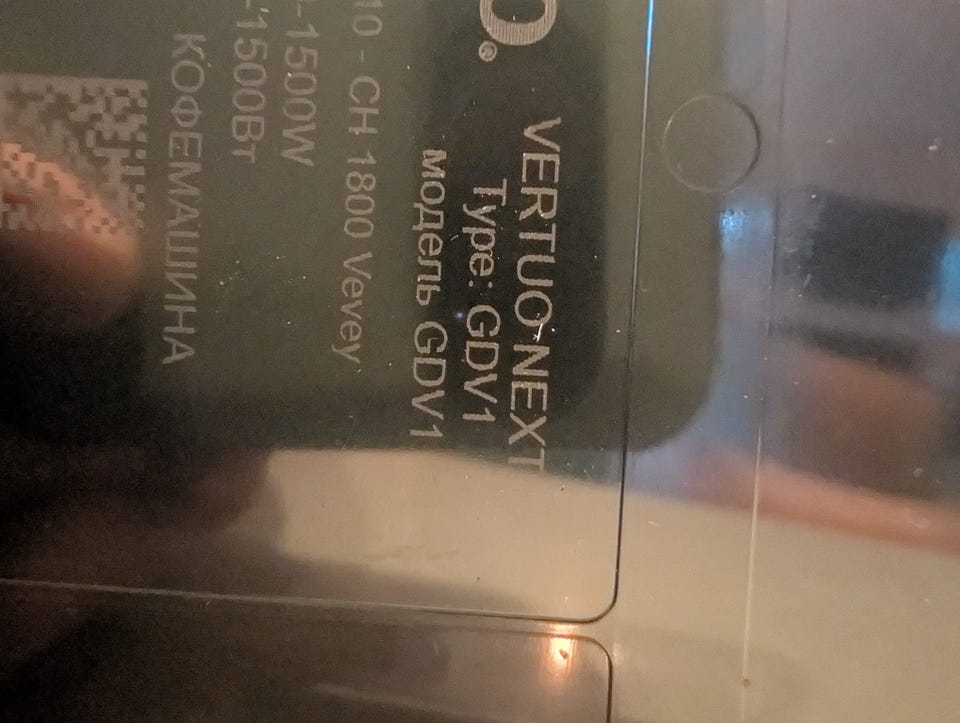 ®
VERTUO NEXT
Type: GDV1
модель GDV1
10 - CH 1800 Vevey
-1500W
-1500Вт
КОФЕМАШИНА